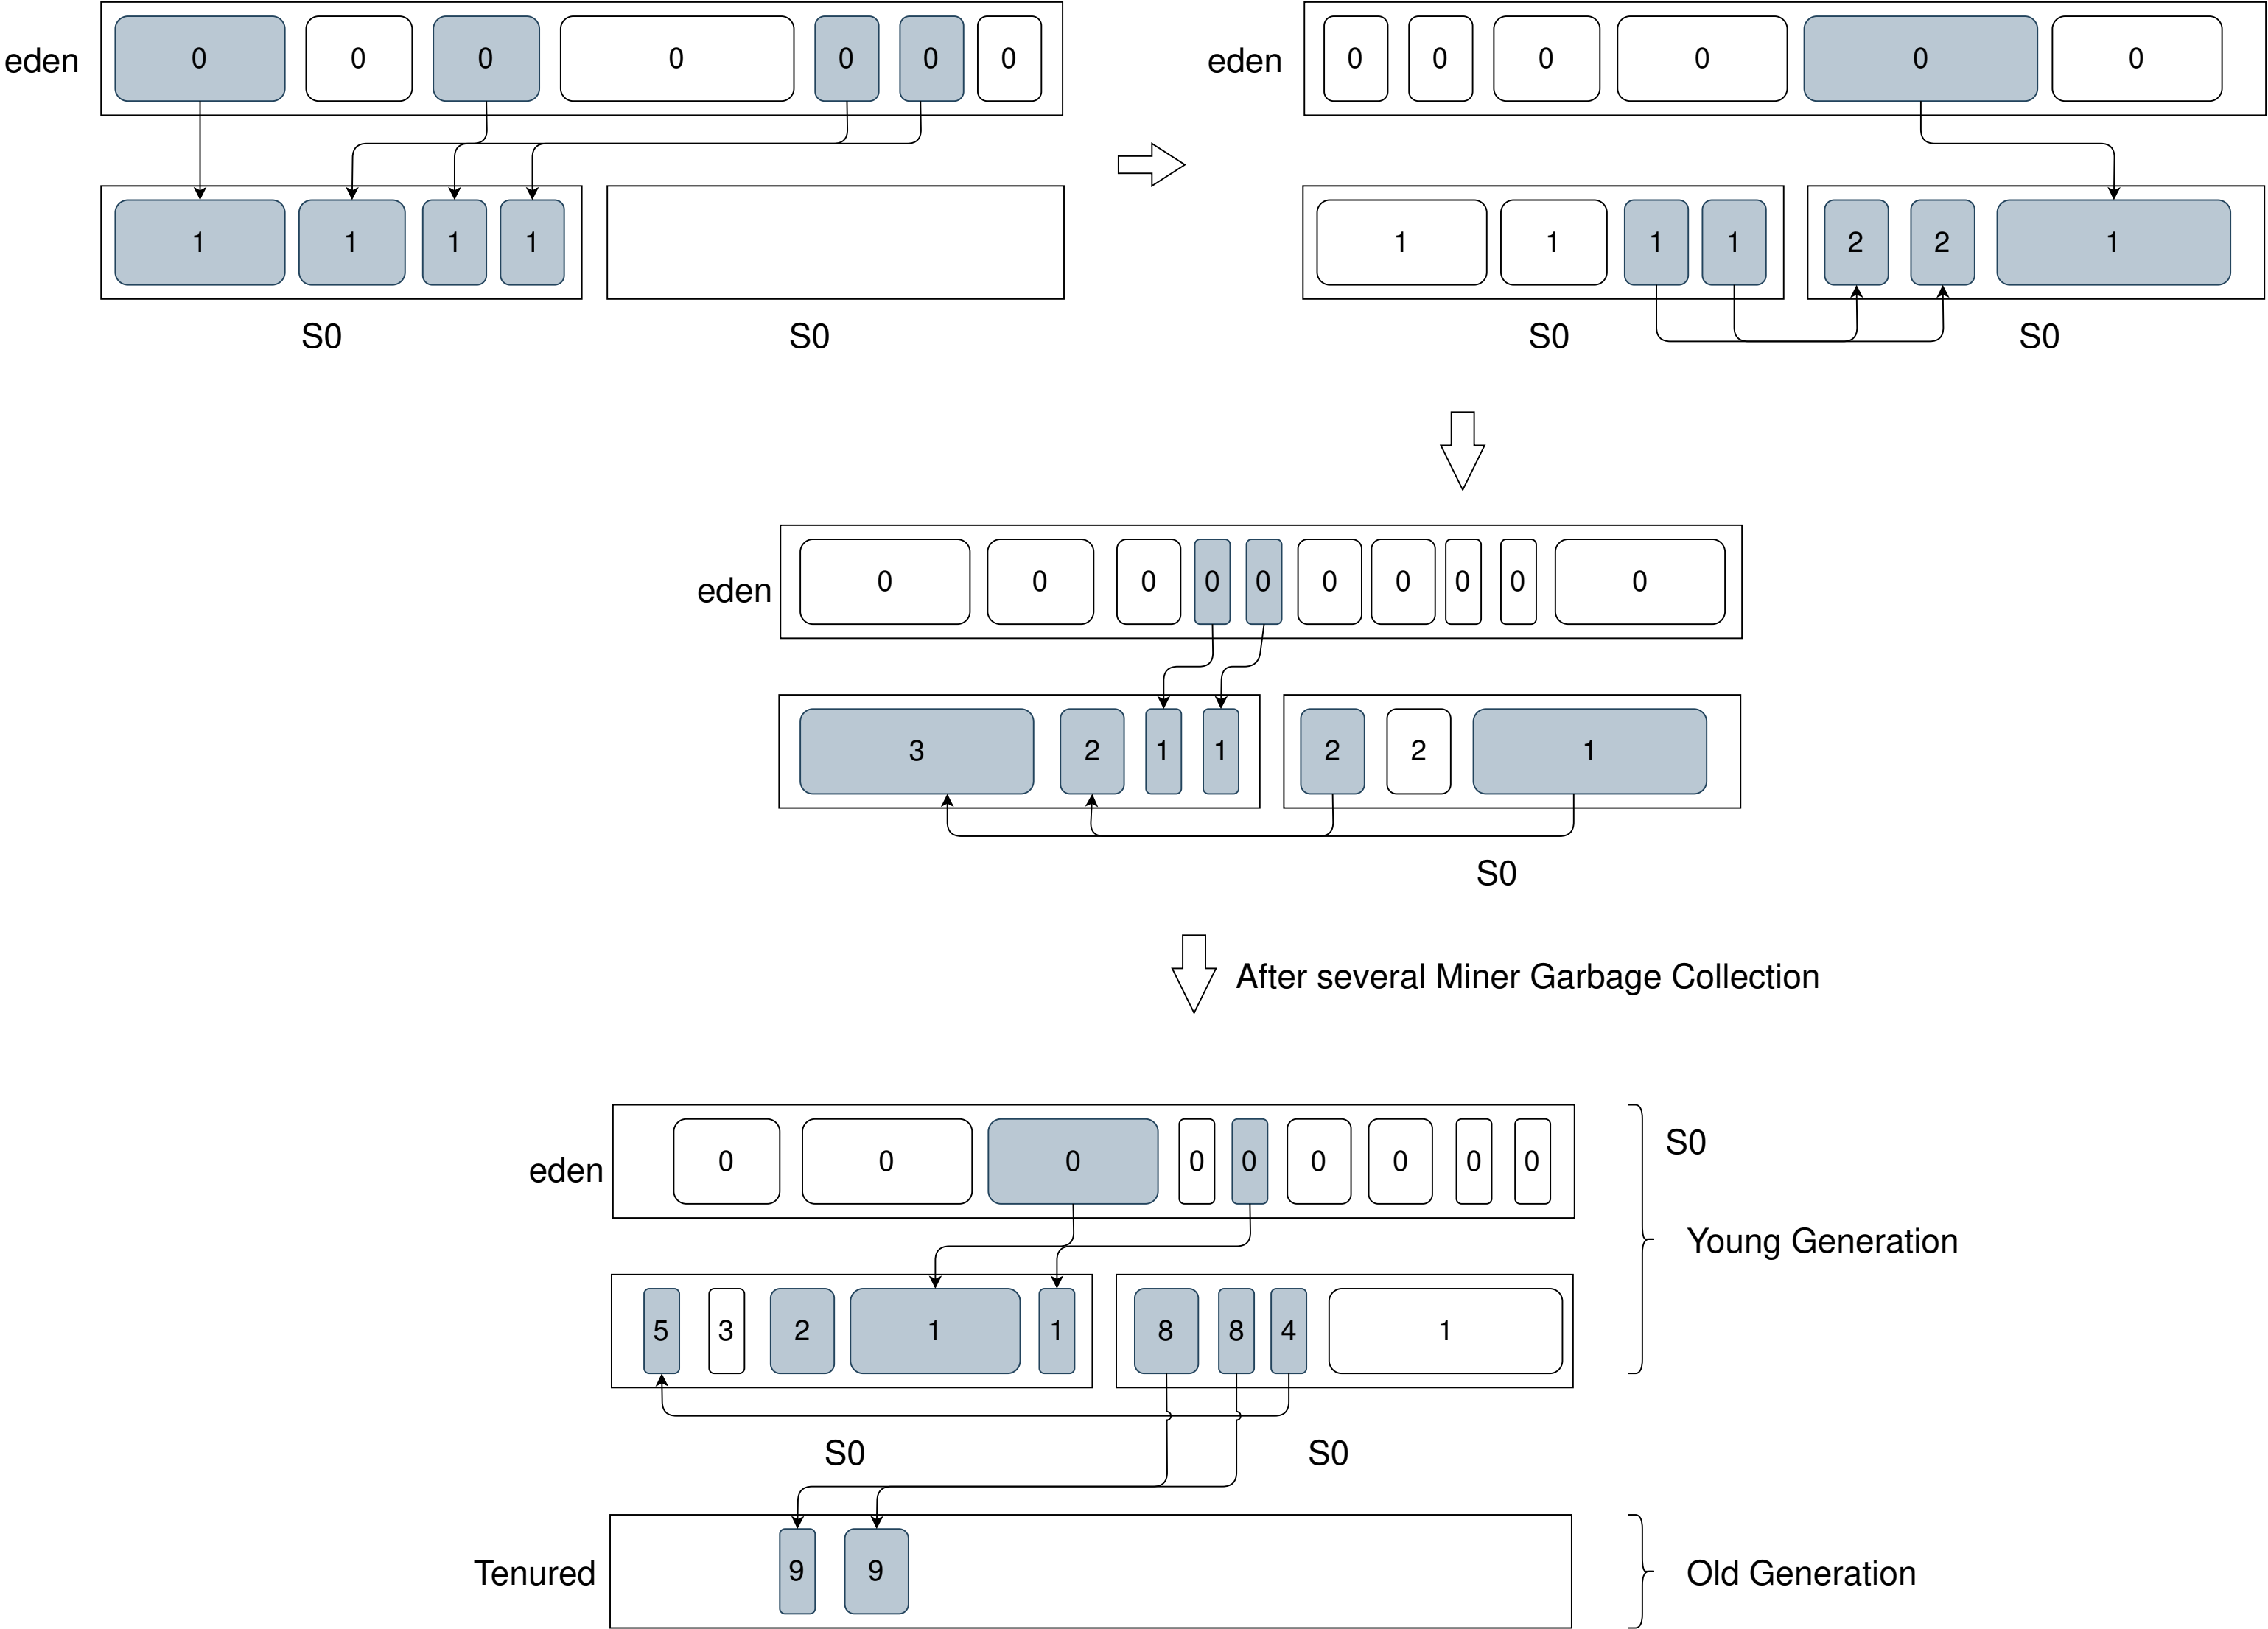 eden 0 0 0 0 0 0 0
1 1 1 1
S0 S0
eden 0 0 0 0 0 0
1 1 1 1 2 2 1
S0 S0
eden 0 0 0 0 0 0 0 0 0 0
3 2 1 1 2 2 1
S0
After several Miner Garbage Collection
eden 0 0 0 0 0 0 0 0 0
S0
Young Generation
5 3 2 1 1 8 8 4 1
S0 S0
Tenured 9 9
Old Generation